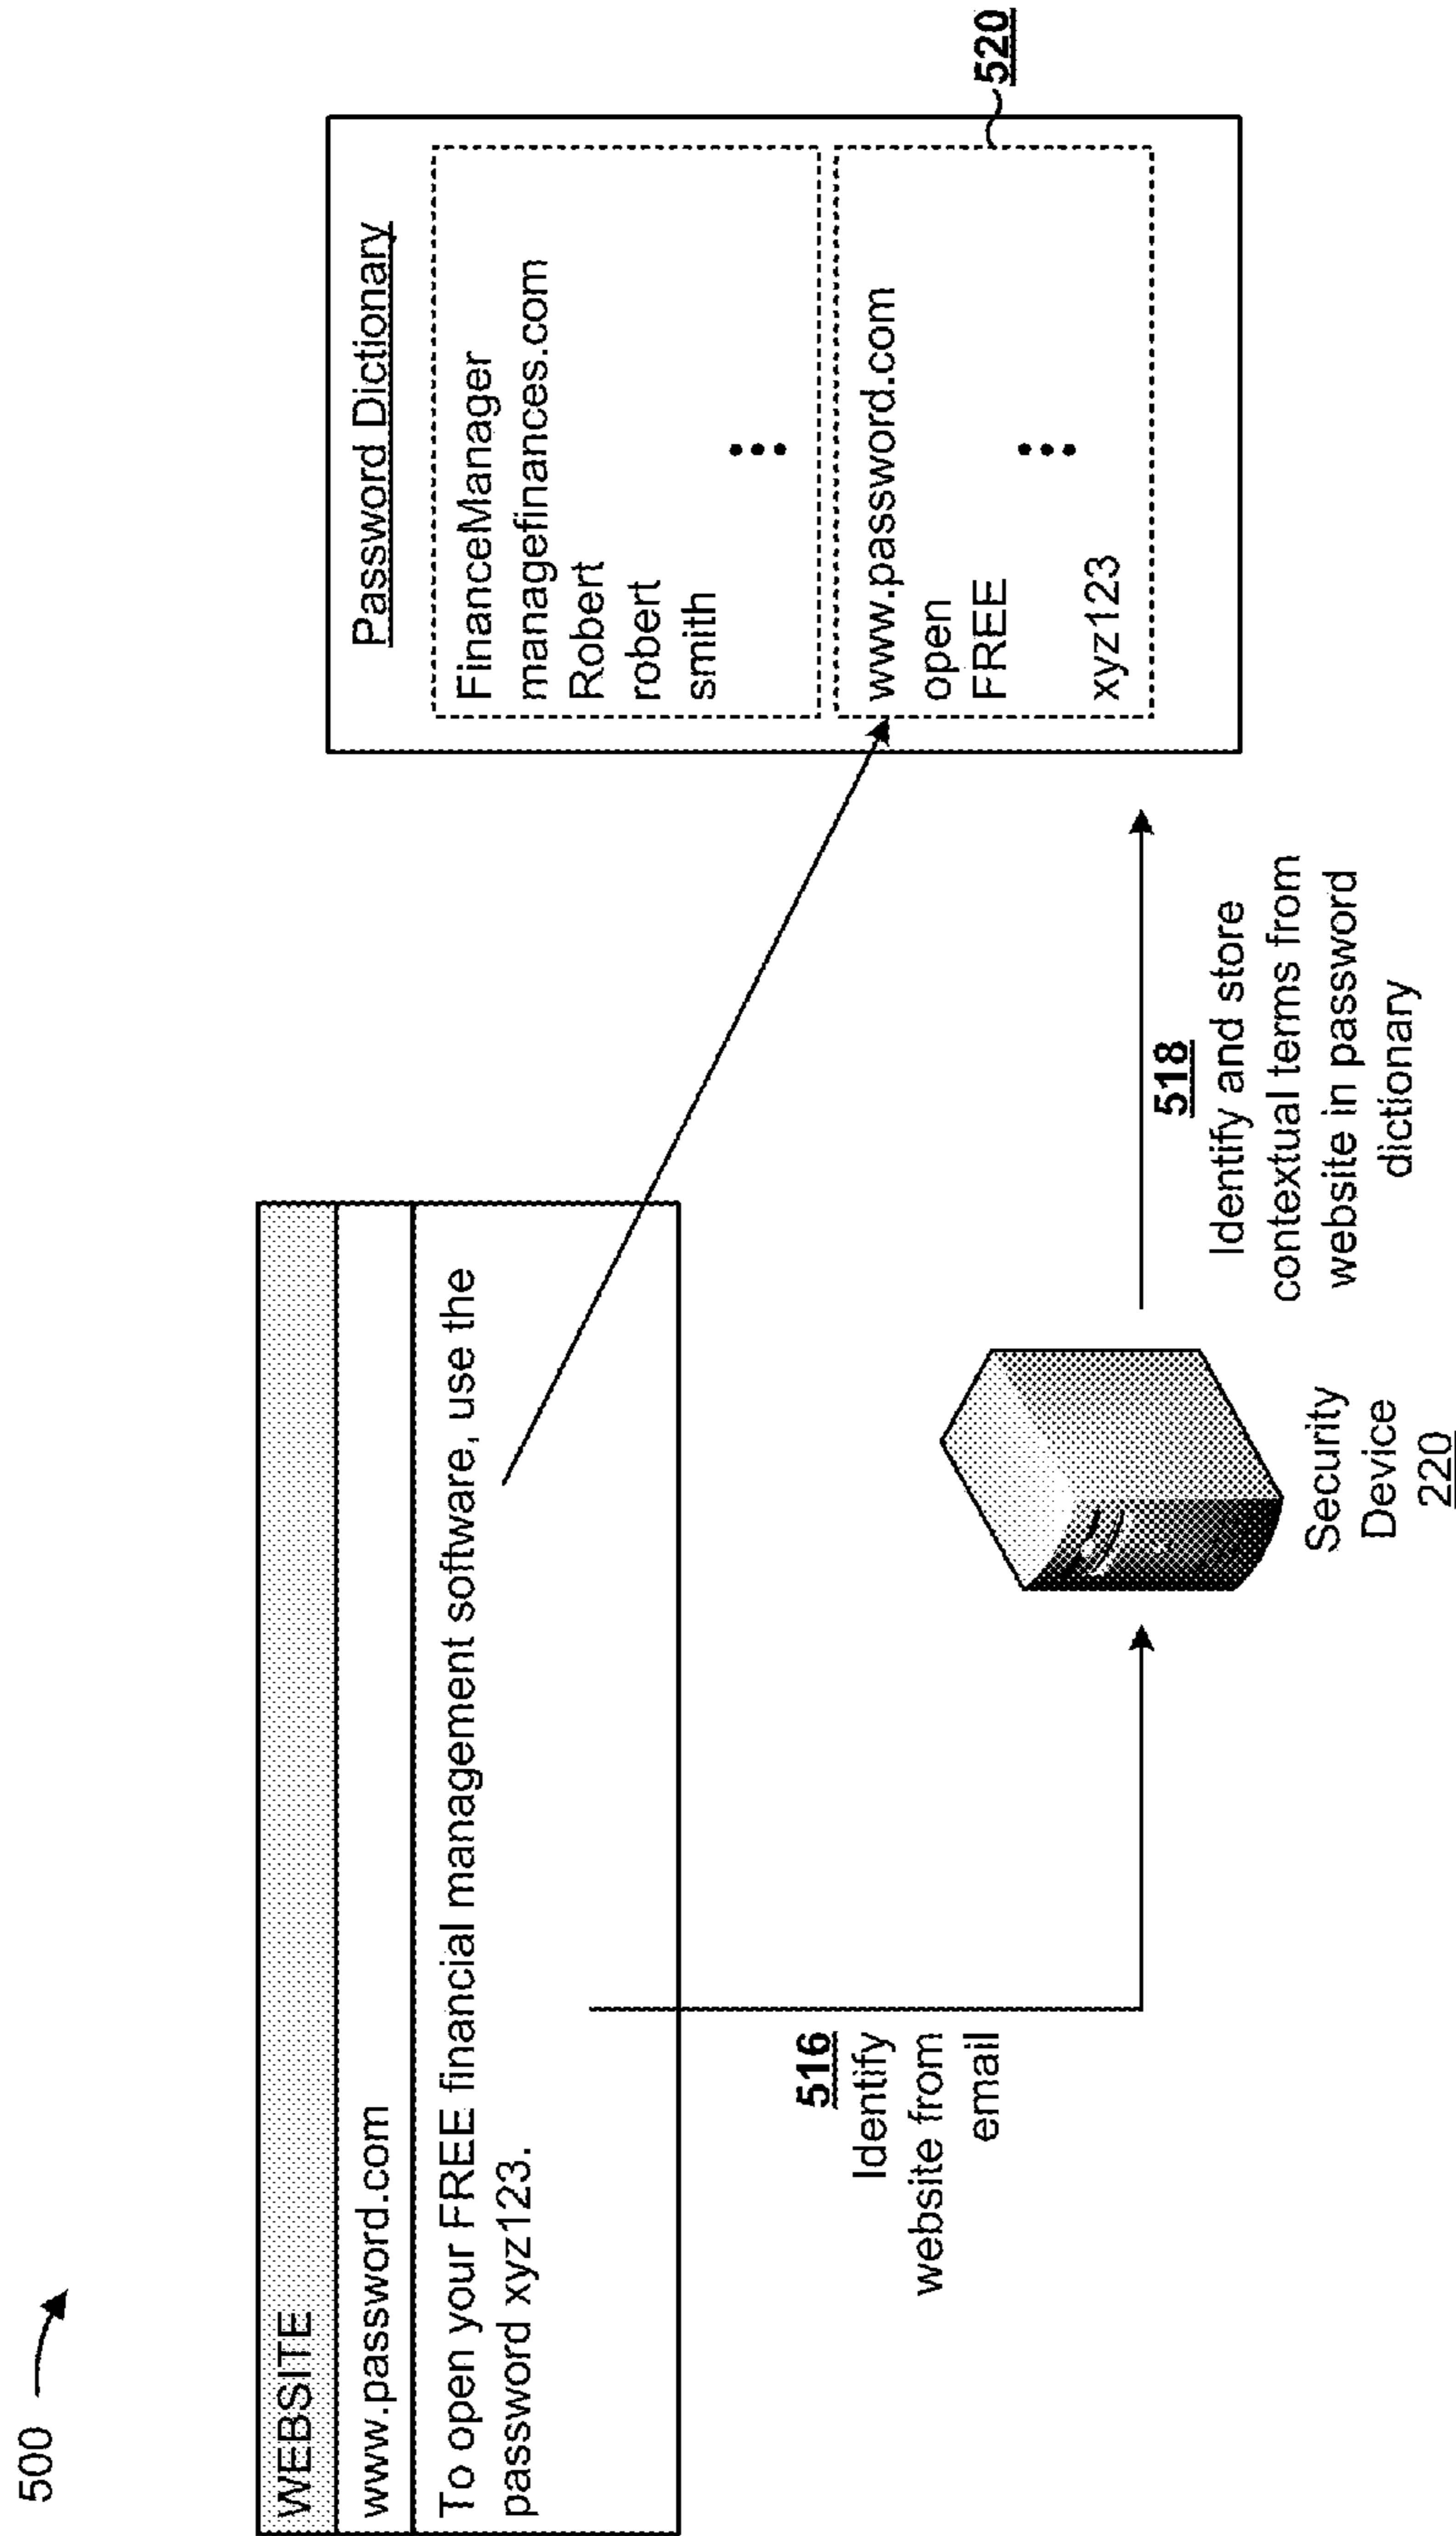 500
WEBSITE
www.password.com
To open your FREE financial management software, use the
password xyz123.
516
Identify
website from
email
Security
Device
220
518
Identify and store
contextual terms from
website in password
dictionary
Password Dictionary
FinanceManager
managefinances.com
Robert
robert
smith
www.password.com
open
FREE
xyz123
520